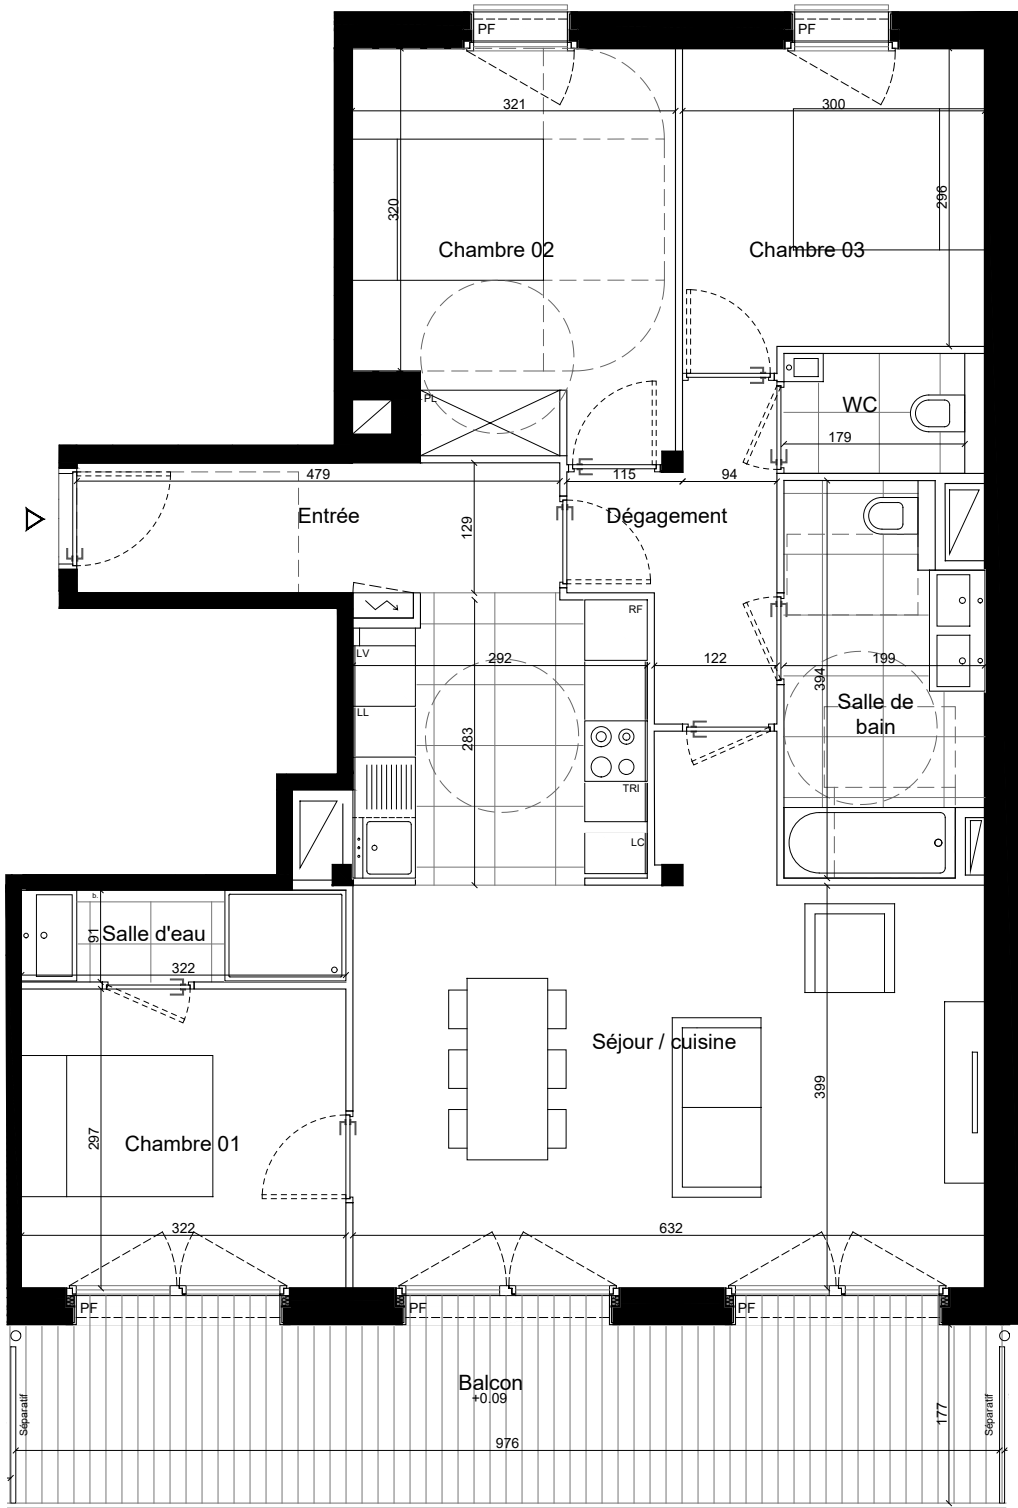 PF
PF
321
300
320
296
Chambre 02
Chambre 03
PL
WC
179
479
115
94
Entrée
129
Dégagement
RF
LV
292
122
199
394
LL
Salle de
bain
283
TRI
LC
b.
91
Salle d'eau
322
Séjour / cuisine
399
297
Chambre 01
322
632
PF
PF
PF
Balcon
+0.09
Séparatif
177
Séparatif
976